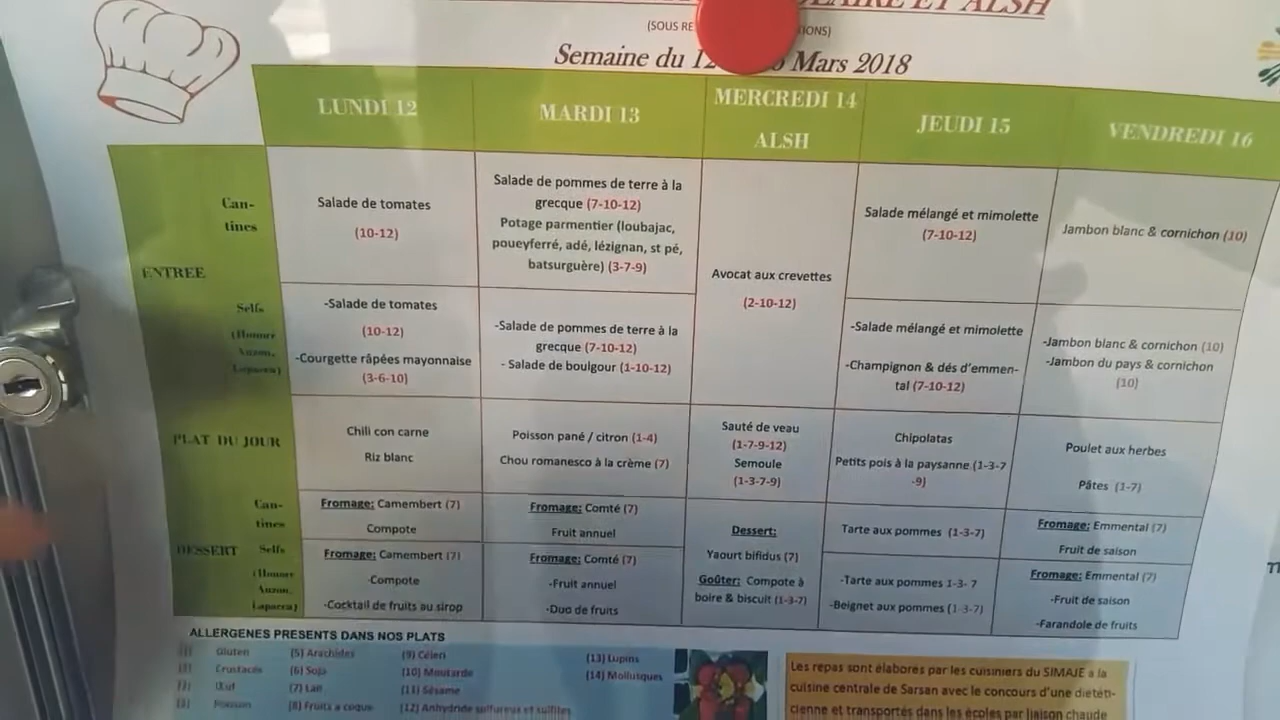 ET ALSH
(SOUS RE IONS)
Semaine du 12 Mars 2018
LUNDI 12
MARDI 13
MERCREDI 14
ALSH
JEUDI 15
VENDREDI 16
ENTREE
Can-
tines
Salade de tomates
(10-12)
Salade de pommes de terre à la
grecque (7-10-12)
Potage parmentier (loubajac,
poueyferré, adé, lézignan, st pé,
batsurguère) (3-7-9)
Avocat aux crevettes
(2-10-12)
Salade mélangé et mimolette
(7-10-12)
Jambon blanc & cornichon (10)
Selfs
(Honore
Auzon,
Lapacca)
-Salade de tomates
(10-12)
-Courgette râpées mayonnaise
(3-6-10)
-Salade de pommes de terre à la
grecque (7-10-12)
- Salade de boulgour (1-10-12)
-Salade mélangé et mimolette
-Champignon & dés d'emmen-
tal (7-10-12)
-Jambon blanc & cornichon (10)
-Jambon du pays & cornichon
(10)
PLAT DU JOUR
Chili con carne
Riz blanc
Poisson pané / citron (1-4)
Chou romanesco à la crème (7)
Sauté de veau
(1-7-9-12)
Semoule
(1-3-7-9)
Chipolatas
Petits pois à la paysanne (1-3-7
-9)
Poulet aux herbes
Pâtes (1-7)
DESSERT
Can-
tines
Fromage: Camembert (7)
Compote
Fromage: Comté (7)
Fruit annuel
Dessert:
Yaourt bifidus (7)
Goûter: Compote à
boire & biscuit (1-3-7)
Tarte aux pommes (1-3-7)
Fromage: Emmental (7)
Fruit de saison
Selfs
(Honore
Auzon,
Lapacca)
Fromage: Camembert (7)
-Compote
-Cocktail de fruits au sirop
Fromage: Comté (7)
-Fruit annuel
-Duo de fruits
-Tarte aux pommes 1-3- 7
-Beignet aux pommes (1-3-7)
Fromage: Emmental (7)
-Fruit de saison
-Farandole de fruits
ALLERGENES PRESENTS DANS NOS PLATS
(1) Gluten (5) Arachides (9) Céleri (13) Lupins
Crustacés (6) Soja (10) Moutarde (14) Mollusques
Œuf (7) Lait (11) Sésame
Poisson (8) Fruits a coque (12) Anhydride sulfureux et sulfites
Les repas sont élaborés par les cuisiniers du SIMAJE a la
cuisine centrale de Sarsan avec le concours d'une diététi-
cienne et transportés dans les écoles par liaison chaude